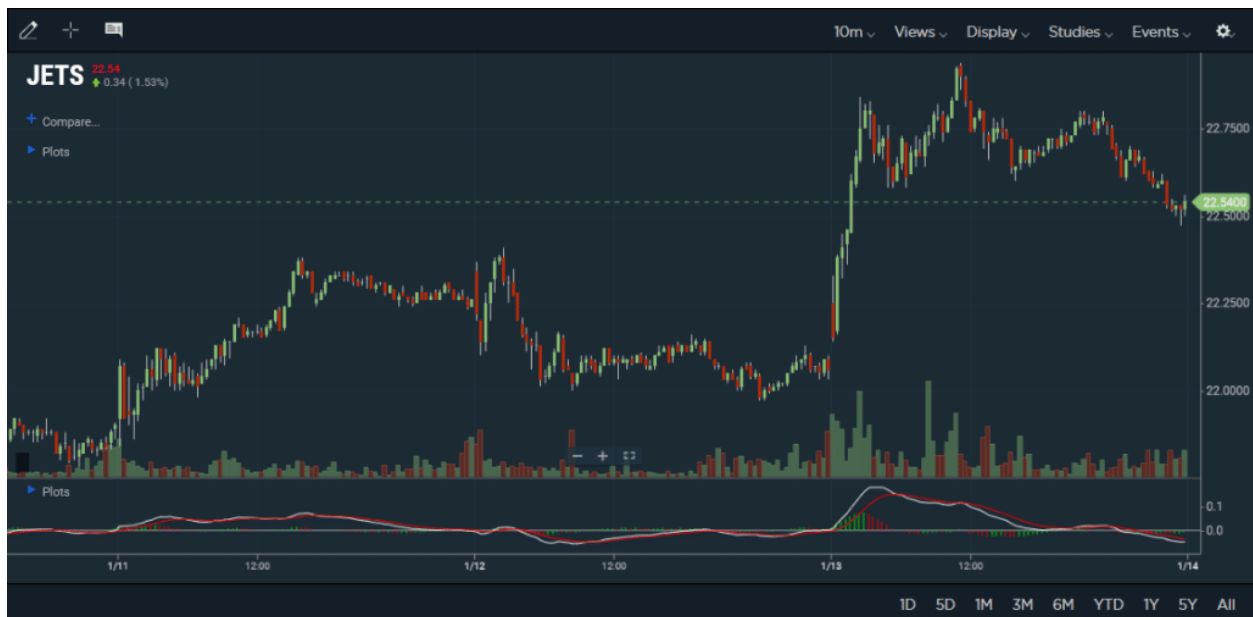 10m Views Display Studies Events
JETS 22.54
0.34 ( 1.53%)
Compare...
Plots
22.7500
22.5400
22.5000
22.2500
22.0000
Plots
0.1
0.0
1/11 12:00 1/12 12:00 1/13 12:00 1/14
1D 5D 1M 3M 6M YTD 1Y 5Y All